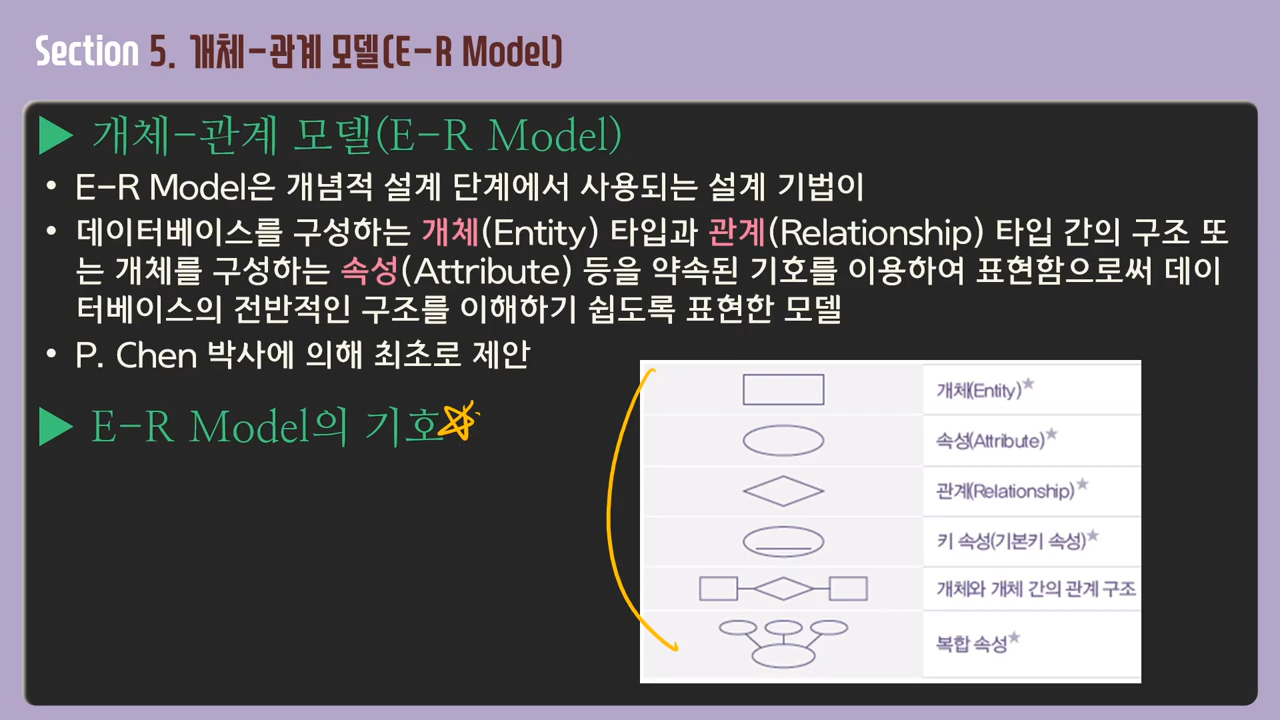 Section 5. 개체-관계 모델(E-R Model)
▶ 개체-관계 모델(E-R Model)
• E-R Model은 개념적 설계 단계에서 사용되는 설계 기법이
• 데이터베이스를 구성하는 개체(Entity) 타입과 관계(Relationship) 타입 간의 구조 또
는 개체를 구성하는 속성(Attribute) 등을 약속된 기호를 이용하여 표현함으로써 데이
터베이스의 전반적인 구조를 이해하기 쉽도록 표현한 모델
• P. Chen 박사에 의해 최초로 제안
▶ E-R Model의 기호
개체(Entity)★
속성(Attribute)★
관계(Relationship)★
키 속성(기본키 속성)★
개체와 개체 간의 관계 구조
복합 속성★